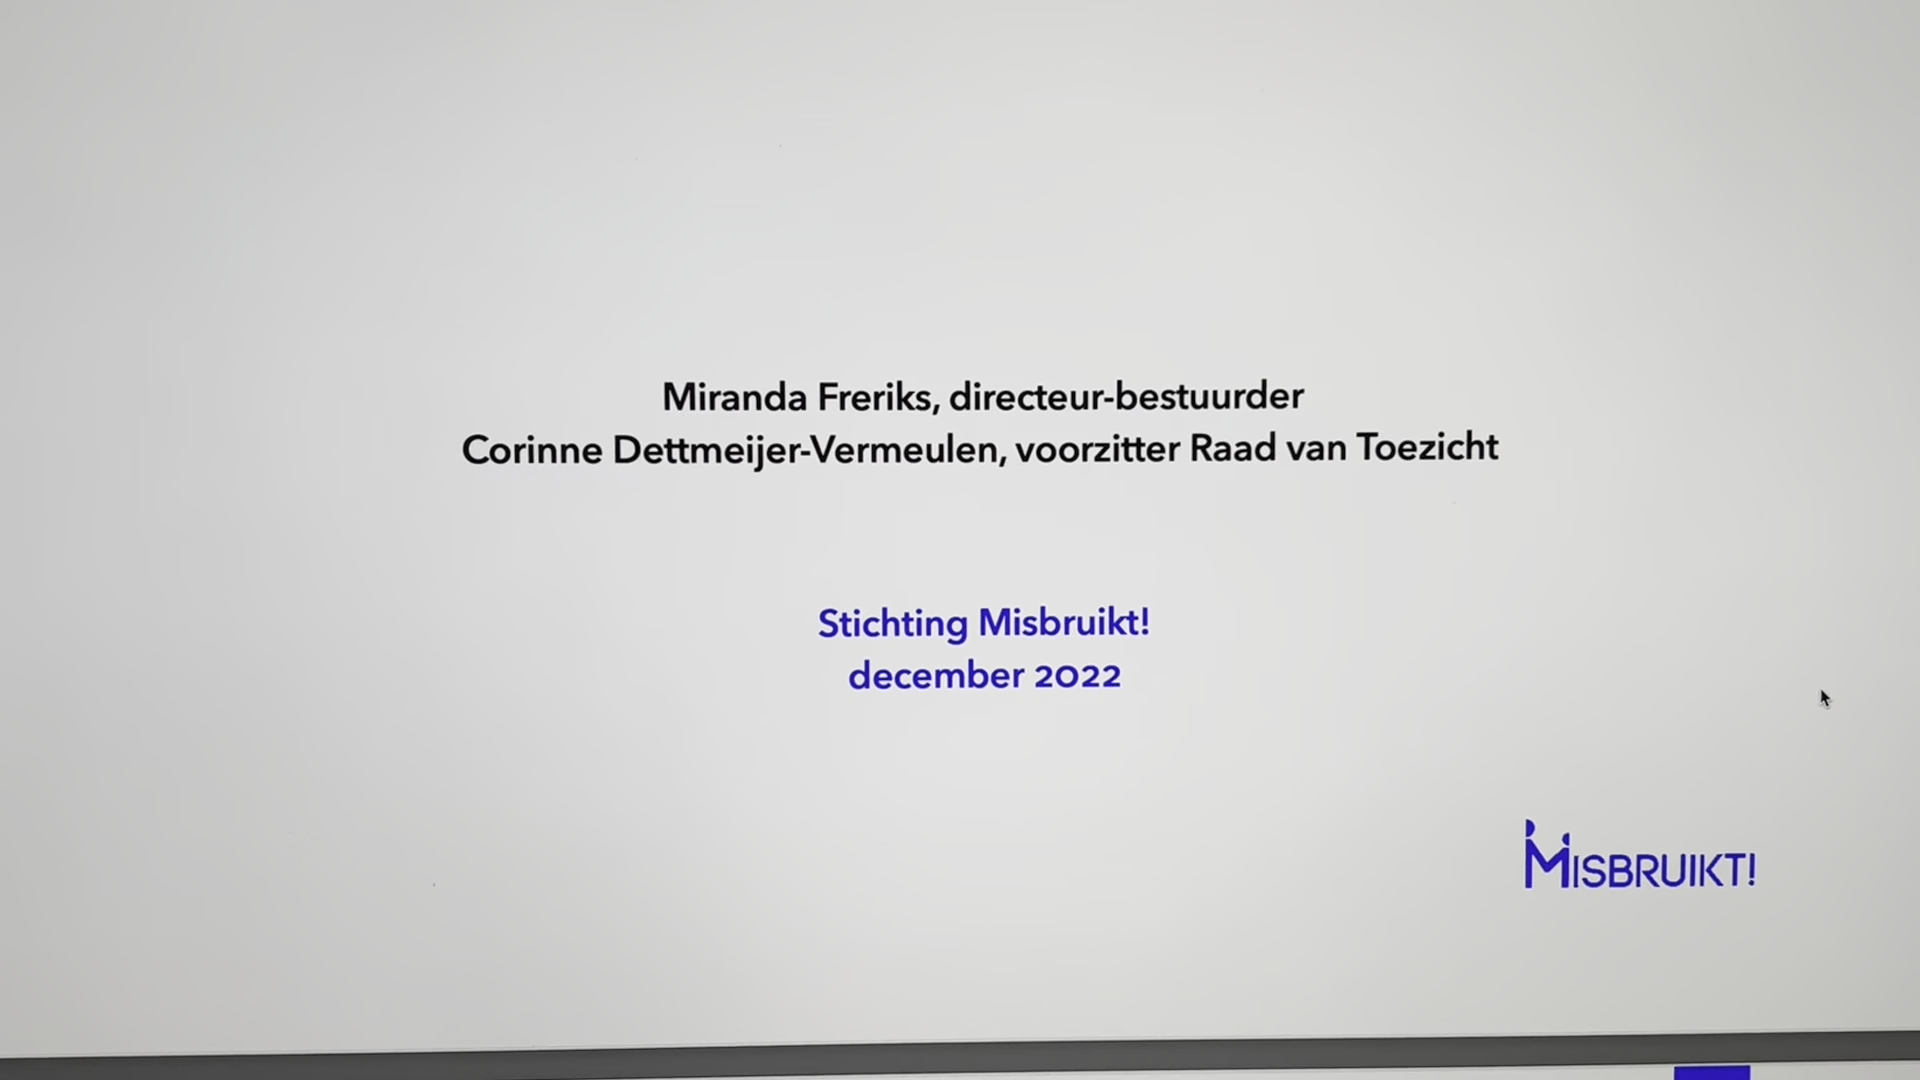 Miranda Freriks, directeur-bestuurder
Corinne Dettmeijer-Vermeulen, voorzitter Raad van Toezicht
Stichting Misbruikt!
december 2022
MISBRUIKT!